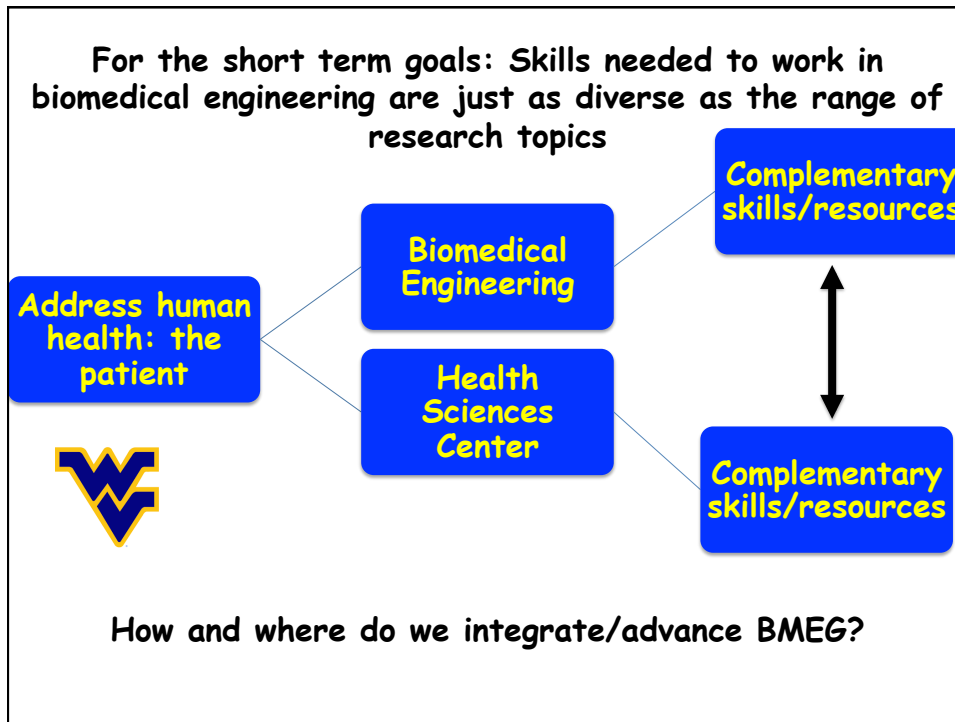 For the short term goals: Skills needed to work in
biomedical engineering are just as diverse as the range of
research topics
Complementary
skills/resources
Biomedical
Engineering
Address human
health: the
patient
Health
Sciences
Center
Complementary
skills/resources
How and where do we integrate/advance BMEG?